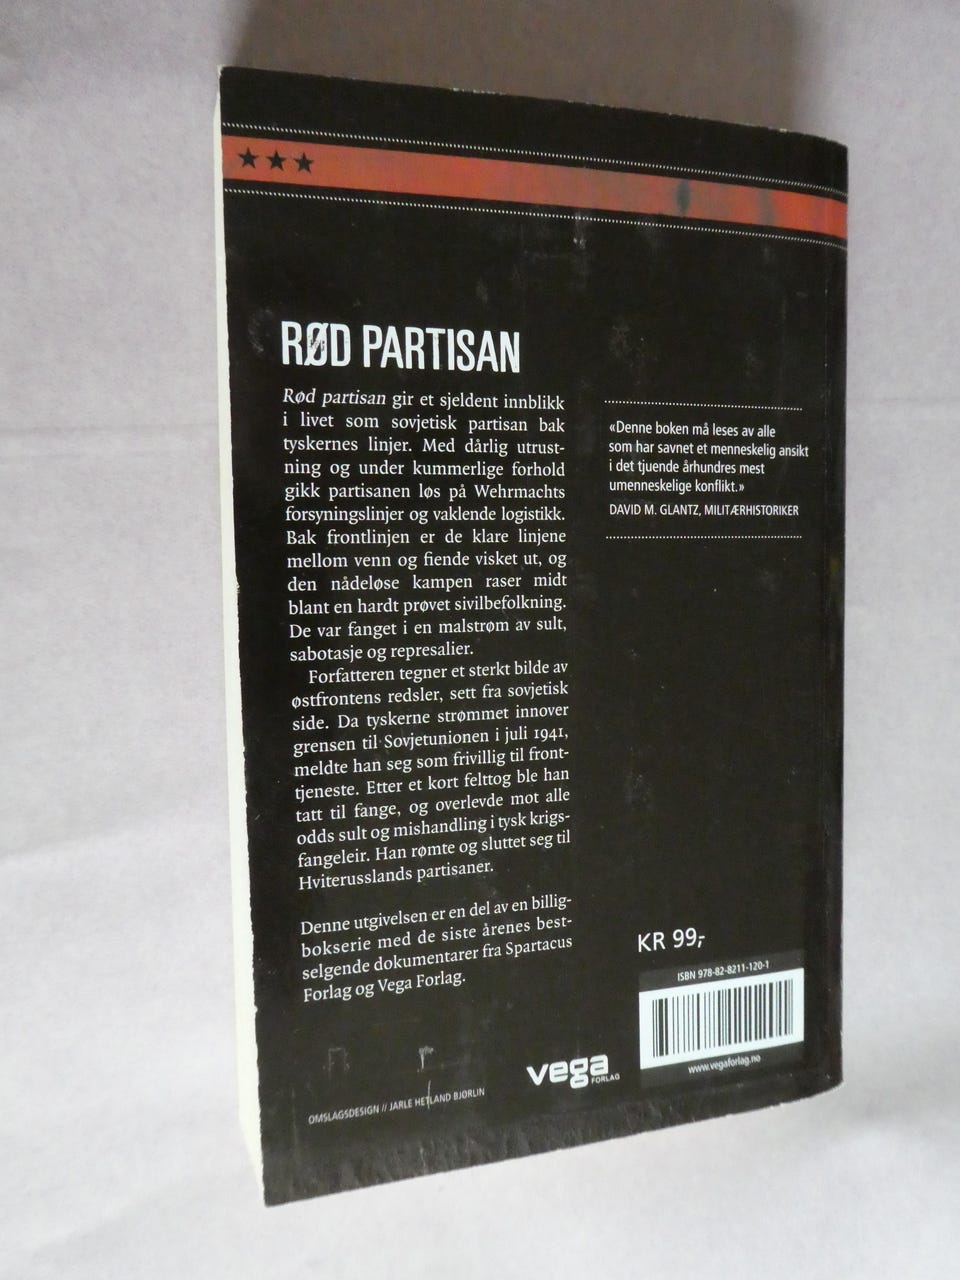 RØD PARTISAN
Rød partisan gir et sjeldent innblikk
i livet som sovjetisk partisan bak
tyskernes linjer. Med dårlig utrust-
ning og under kummerlige forhold
gikk partisanen løs på Wehrmachts
forsyningslinjer og vaklende logistikk.
Bak frontlinjen er de klare linjene
mellom venn og fiende visket ut, og
den nådeløse kampen raser midt
blant en hardt prøvet sivilbefolkning.
De var fanget i en malstrøm av sult,
sabotasje og represalier.
Forfatteren tegner et sterkt bilde av
østfrontens redsler, sett fra sovjetisk
side. Da tyskerne strømmet innover
grensen til Sovjetunionen i juli 1941,
meldte han seg som frivillig til front-
tjeneste. Etter et kort felttog ble han
tatt til fange, og overlevde mot alle
odds sult og mishandling i tysk krigs-
fangeleir. Han rømte og sluttet seg til
Hviterusslands partisaner.
Denne utgivelsen er en del av en billig-
bokserie med de siste årenes best-
selgende dokumentarer fra Spartacus
Forlag og Vega Forlag.
OMSLAGSDESIGN // JARLE HETLAND BJØRLIN
«Denne boken må leses av alle
som har savnet et menneskelig ansikt
i det tjuende århundres mest
umenneskelige konflikt.»
DAVID M. GLANTZ, MILITÆRHISTORIKER
KR 99,-
ISBN 978-82-8211-120-1
www.vegaforlag.no
vega
FORLAG